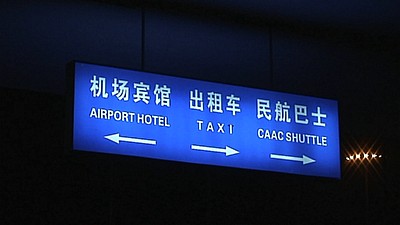 机场宾馆 出租车 民航巴士
AIRPORT HOTEL TAXI CAAC SHUTTLE
← → →